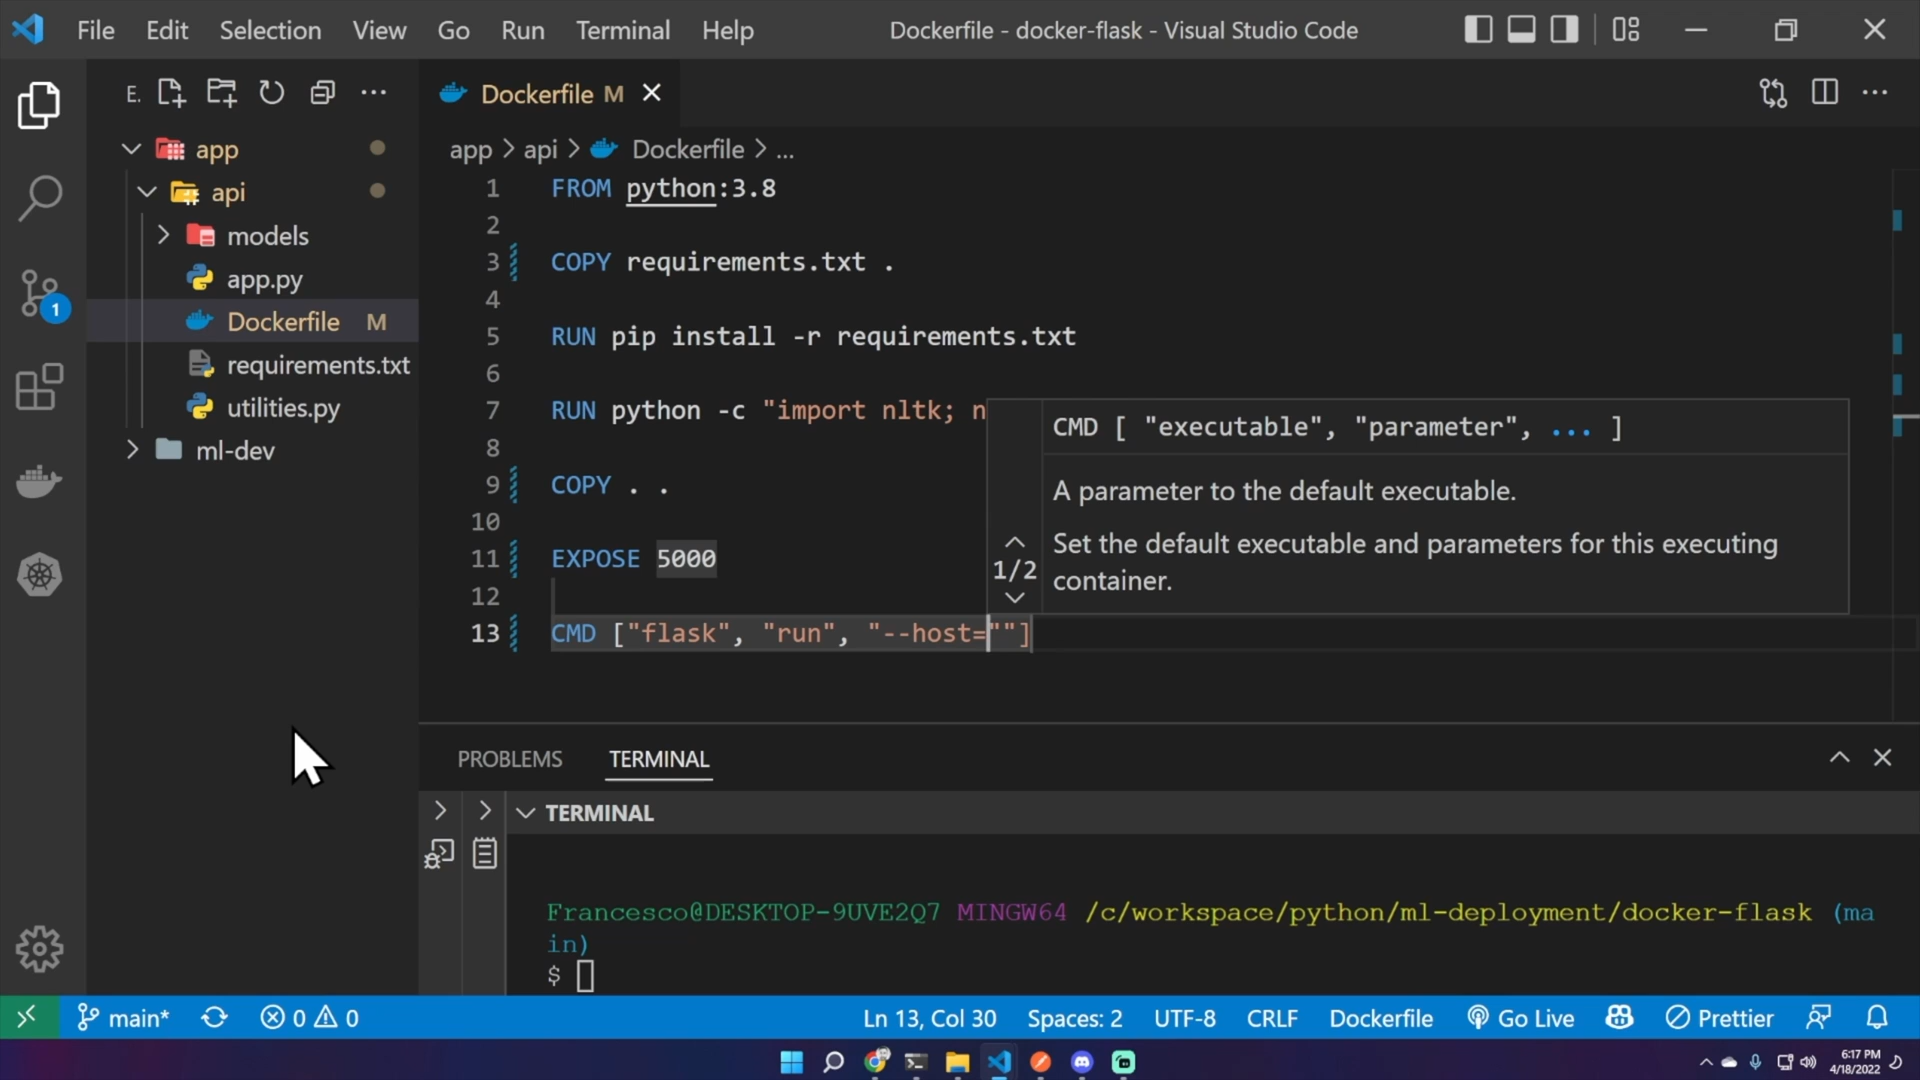 File Edit Selection View Go Run Terminal Help Dockerfile - docker-flask - Visual Studio Code
E.
Dockerfile M
app
app > api > Dockerfile > ...
api
models
app.py
Dockerfile M
requirements.txt
utilities.py
ml-dev
1
1 FROM python:3.8
2
3 COPY requirements.txt .
4
5 RUN pip install -r requirements.txt
6
7 RUN python -c "import nltk; n
8
9 COPY . .
10
11 EXPOSE 5000
12
13 CMD ["flask", "run", "--host=""]
CMD [ "executable", "parameter", ... ]
A parameter to the default executable.
Set the default executable and parameters for this executing
container.
1/2
PROBLEMS TERMINAL
TERMINAL
Francesco@DESKTOP-9UVE2Q7 MINGW64 /c/workspace/python/ml-deployment/docker-flask (ma
in)
$
main* 0 0 Ln 13, Col 30 Spaces: 2 UTF-8 CRLF Dockerfile Go Live Prettier
6:17 PM
4/18/2022